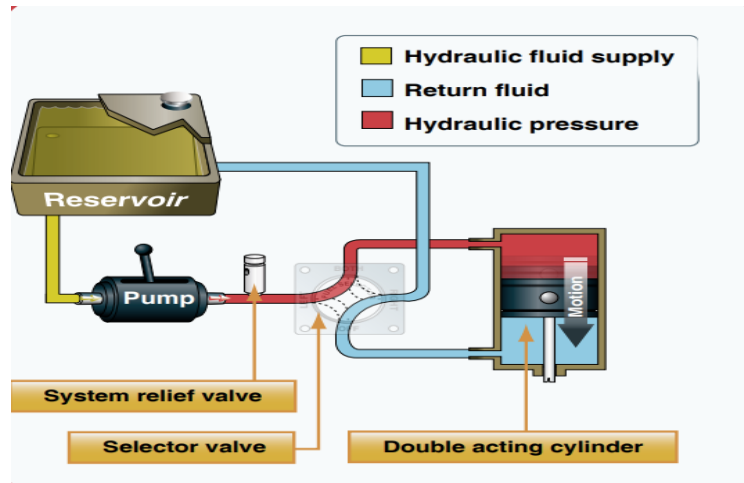 Hydraulic fluid supply
Return fluid
Hydraulic pressure
Reservoir
Pump
Motion
System relief valve
Selector valve
Double acting cylinder